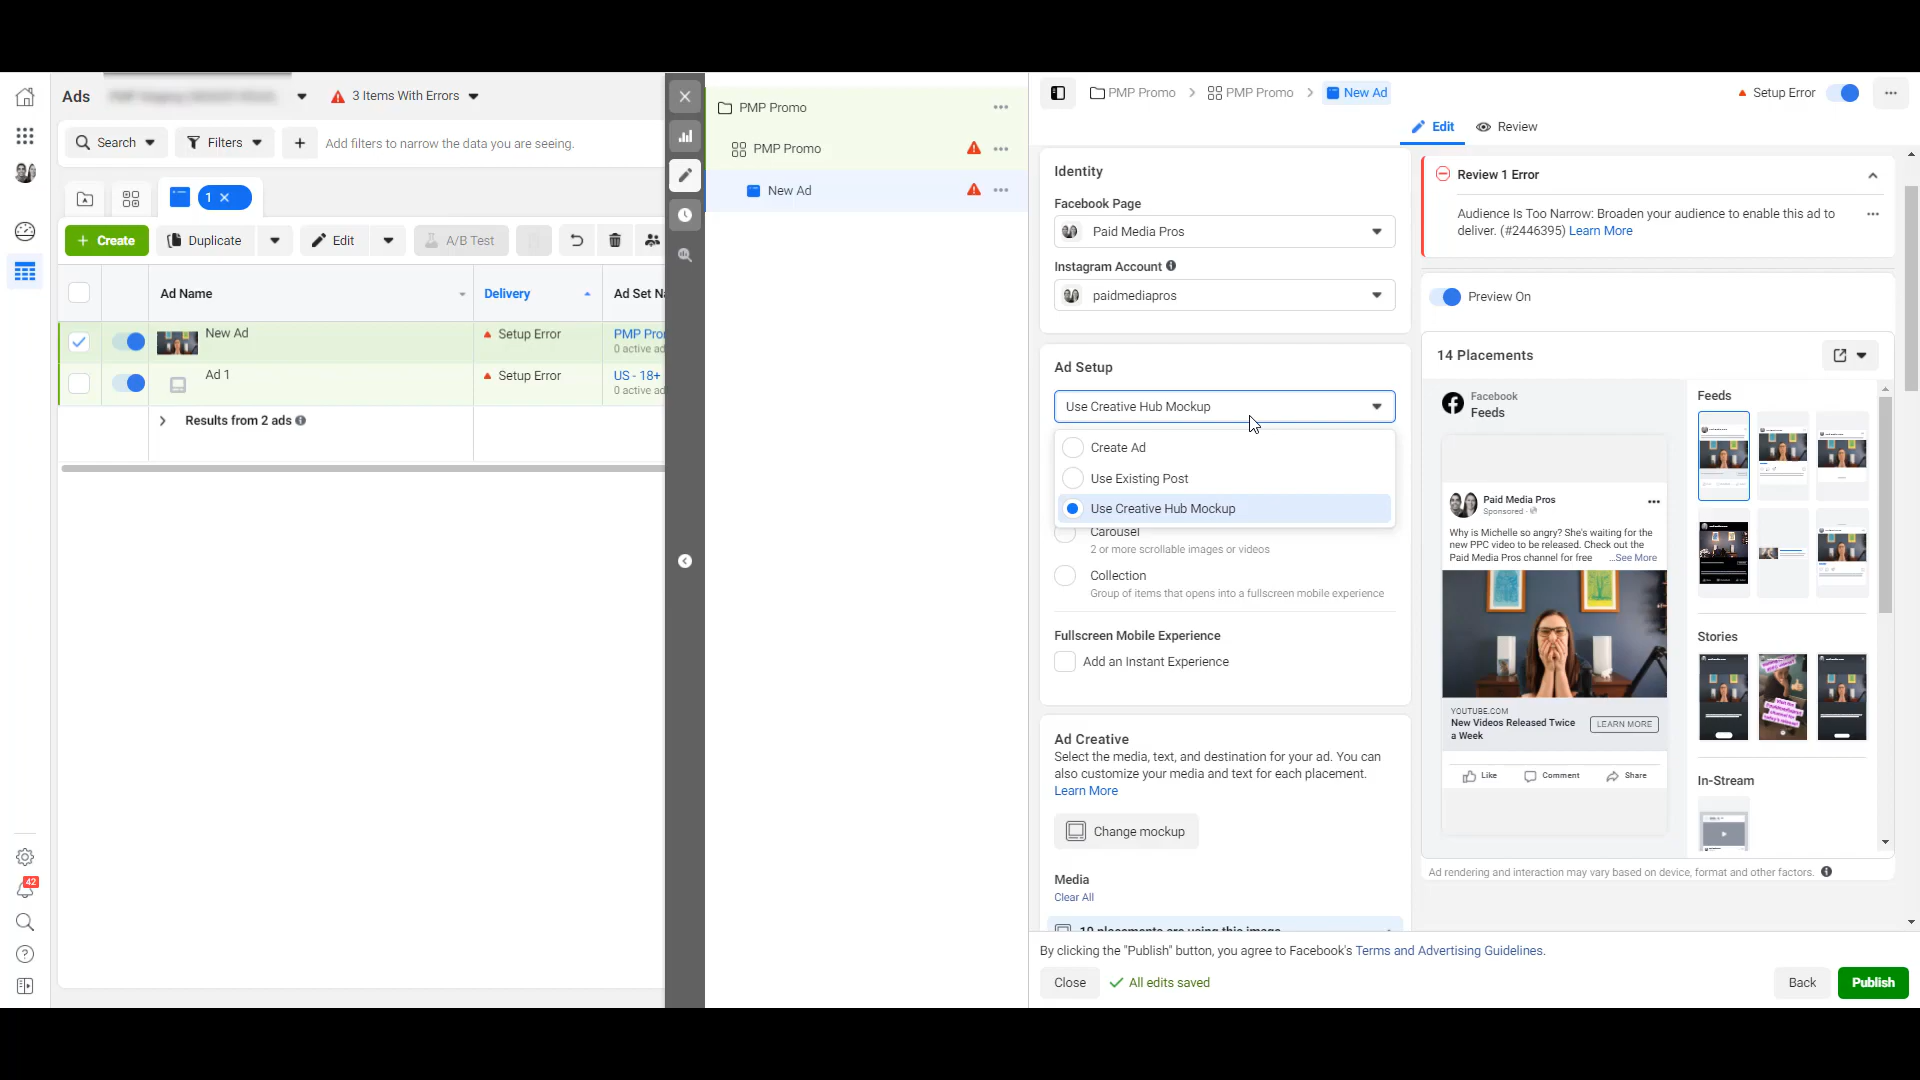 Ads
3 Items With Errors
Search
Filters
Add filters to narrow the data you are seeing.
1
Create
Duplicate
Edit
A/B Test
Ad Name
Delivery
Ad Set Na
New Ad
Setup Error
PMP Pro
0 active ad
Ad 1
Setup Error
US - 18+
0 active ad
Results from 2 ads
42
PMP Promo
PMP Promo
New Ad
PMP Promo
PMP Promo
New Ad
Setup Error
Edit
Review
Identity
Facebook Page
Paid Media Pros
Instagram Account
paidmediapros
Ad Setup
Use Creative Hub Mockup
Create Ad
Use Existing Post
Use Creative Hub Mockup
Carousel
2 or more scrollable images or videos
Collection
Group of items that opens into a fullscreen mobile experience
Fullscreen Mobile Experience
Add an Instant Experience
Ad Creative
Select the media, text, and destination for your ad. You can
also customize your media and text for each placement.
Learn More
Change mockup
Media
Clear All
10 placements are using this image
Review 1 Error
Audience Is Too Narrow: Broaden your audience to enable this ad to
deliver. (#2446395) Learn More
Preview On
14 Placements
Facebook
Feeds
Paid Media Pros
Sponsored ·
Why is Michelle so angry? She's waiting for the
new PPC video to be released. Check out the
Paid Media Pros channel for free ...See More
YOUTUBE.COM
New Videos Released Twice
a Week
LEARN MORE
Like
Comment
Share
Feeds
Stories
In-Stream
Ad rendering and interaction may vary based on device, format and other factors.
By clicking the "Publish" button, you agree to Facebook's Terms and Advertising Guidelines.
Close
All edits saved
Back
Publish